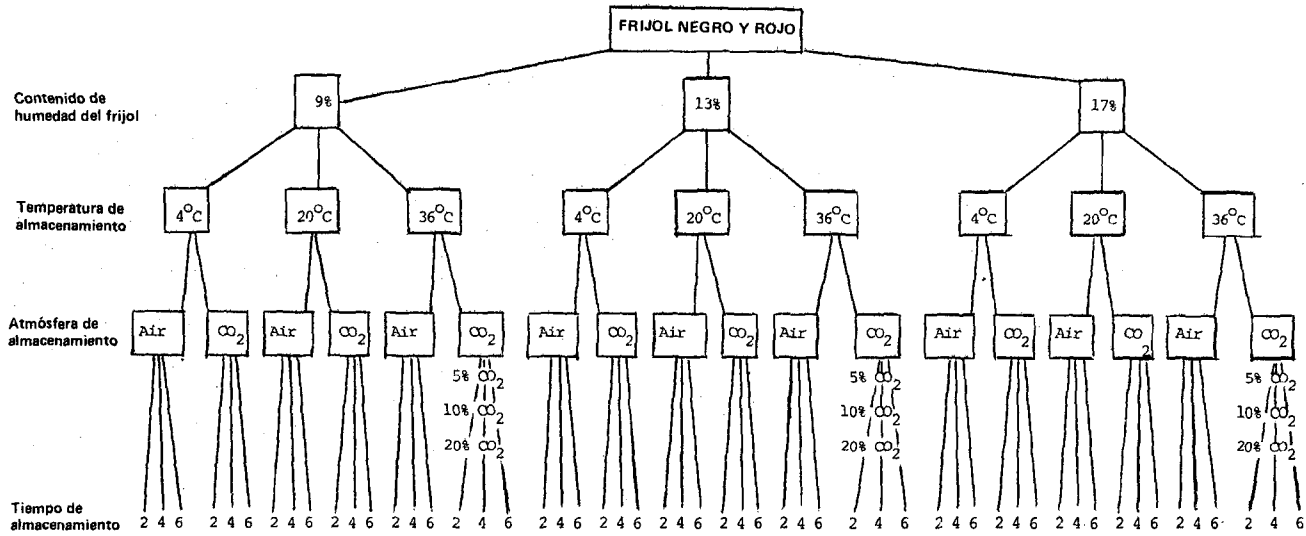 FRIJOL NEGRO Y ROJO
Contenido de
humedad del frijol
9% 13% 17%
Temperatura de
almacenamiento
4°C 20°C 36°C 4°C 20°C 36°C 4°C 20°C 36°C
Atmósfera de
almacenamiento
Air CO2 Air CO2 Air CO2 Air CO2 Air CO2 Air CO2 Air CO2 Air CO2 Air CO2
5% CO2 5% CO2 5% CO2
10% CO2 10% CO2 10% CO2
20% CO2 20% CO2 20% CO2
Tiempo de
almacenamiento
2 4 6 2 4 6 2 4 6 2 4 6 2 4 6 2 4 6 2 4 6 2 4 6 2 4 6 2 4 6 2 4 6 2 4 6 2 4 6 2 4 6 2 4 6 2 4 6 2 4 6 2 4 6